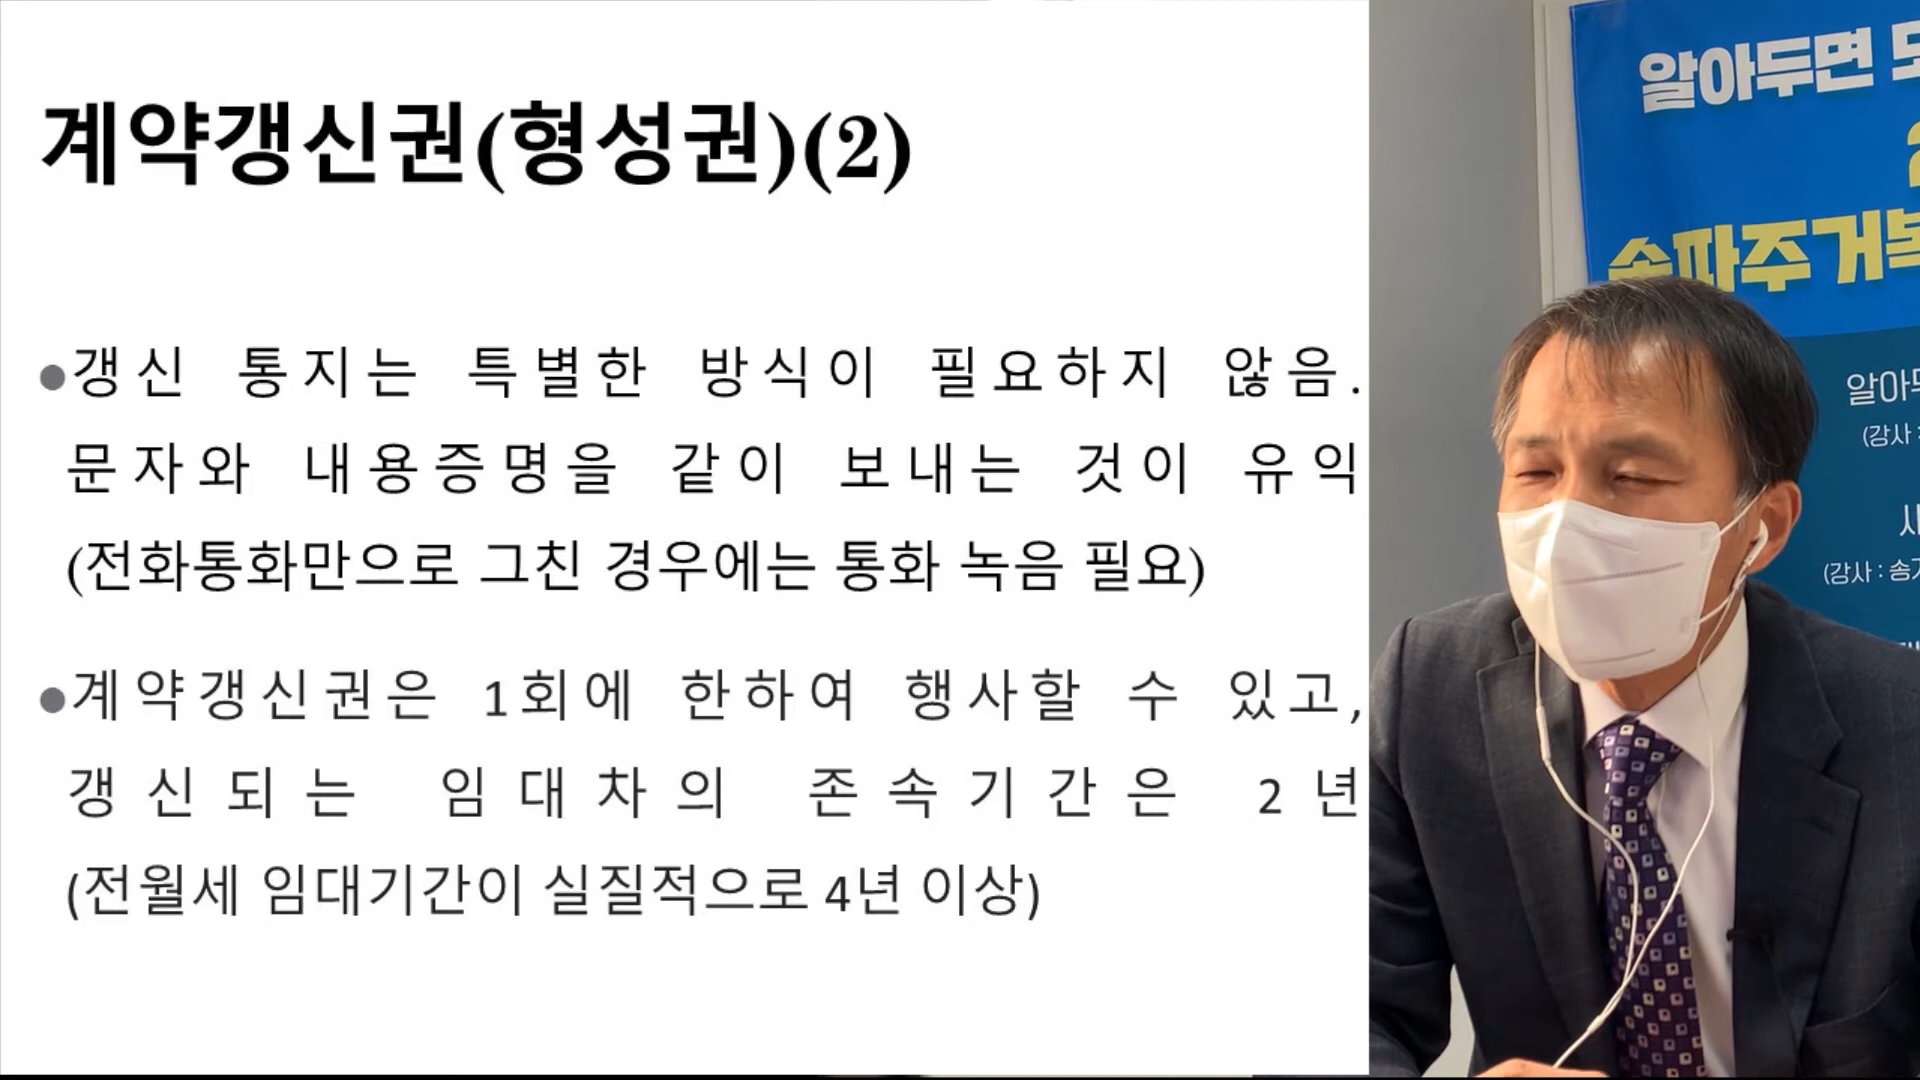 계약갱신권(형성권)(2)
●갱신 통지는 특별한 방식이 필요하지 않음.
문자와 내용증명을 같이 보내는 것이 유익
(전화통화만으로 그친 경우에는 통화 녹음 필요)
●계약갱신권은 1회에 한하여 행사할 수 있고,
갱신되는 임대차의 존속기간은 2년
(전월세 임대기간이 실질적으로 4년 이상)
알아두면
송파주거복
(강사 :
(강사 : 송